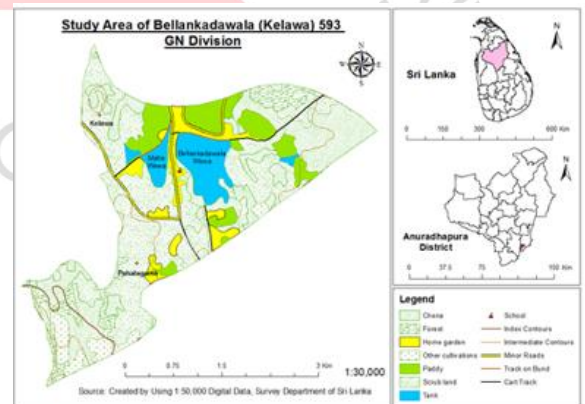 Study Area of Bellankadawala (Kelawa) 593
GN Division
N
W E
S
Kelawa
Maha
Wewa
Bellankadawala
Wewa
Pahalagama
0 0.75 1.5 3 Km
1:30,000
Source: Created by Using 1:50,000 Digital Data, Survey Department of Sri Lanka
N
Sri Lanka
0 150 300 600 Km
N
Anuradhapura
District
0 37.5 75 150 Km
Legend
Chena
Forest
Home garden
Other cultivations
Paddy
Scrub land
Tank
School
Index Contours
Intermediate Contours
Minor Roads
Track on Bund
Cart Track